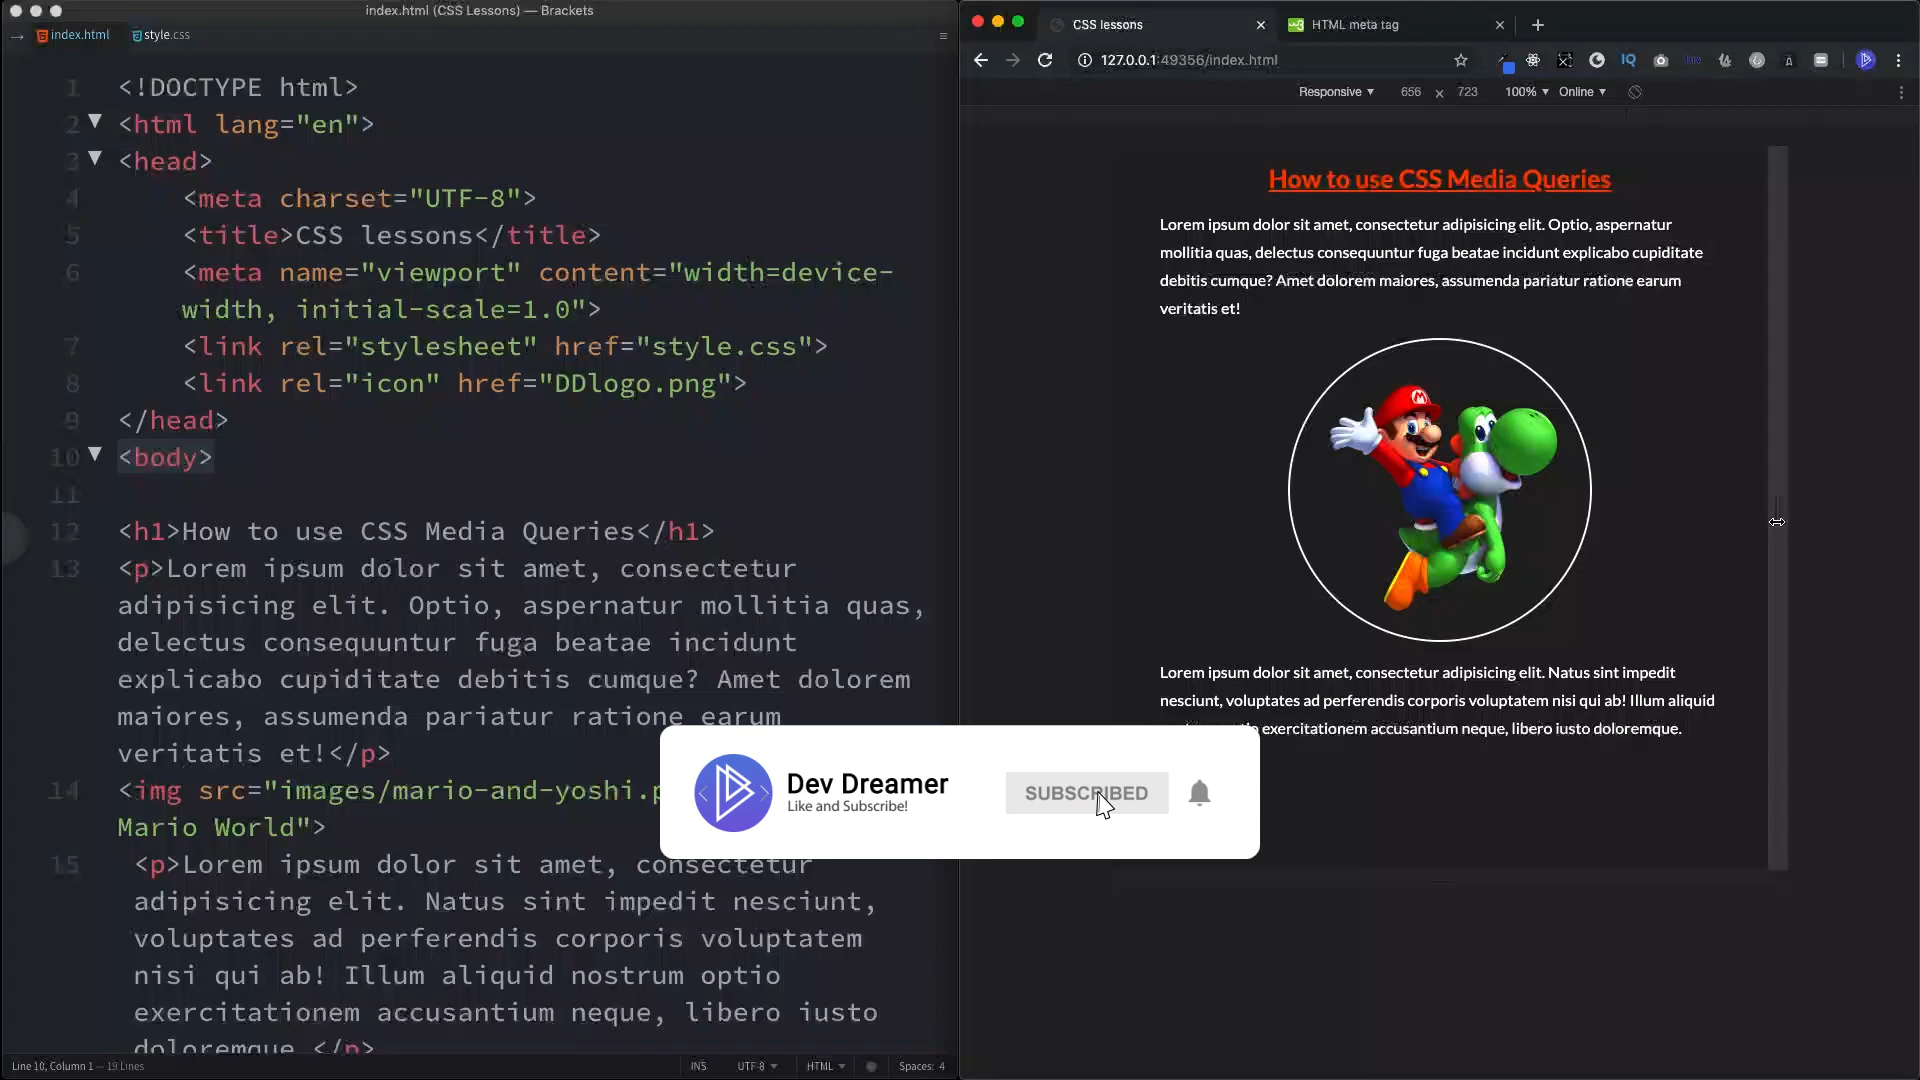 index.html (CSS Lessons) — Brackets
index.html
style.css
1 <!DOCTYPE html>
2 <html lang="en">
3 <head>
4 <meta charset="UTF-8">
5 <title>CSS lessons</title>
6 <meta name="viewport" content="width=device-
width, initial-scale=1.0">
7 <link rel="stylesheet" href="style.css">
8 <link rel="icon" href="DDlogo.png">
9 </head>
10 <body>
11
12 <h1>How to use CSS Media Queries</h1>
13 <p>Lorem ipsum dolor sit amet, consectetur
adipisicing elit. Optio, aspernatur mollitia quas,
delectus consequuntur fuga beatae incidunt
explicabo cupiditate debitis cumque? Amet dolorem
maiores, assumenda pariatur ratione earum
veritatis et!</p>
14 <img src="images/mario-and-yoshi.p
Mario World">
15 <p>Lorem ipsum dolor sit amet, consectetur
adipisicing elit. Natus sint impedit nesciunt,
voluptates ad perferendis corporis voluptatem
nisi qui ab! Illum aliquid nostrum optio
exercitationem accusantium neque, libero iusto
doloremque.</p>
Line 10, Column 1 — 19 Lines
INS
UTF-8
HTML
Spaces: 4
CSS lessons
HTML meta tag
127.0.0.1:49356/index.html
IQ
Responsive
656 x 723
100%
Online
How to use CSS Media Queries
Lorem ipsum dolor sit amet, consectetur adipisicing elit. Optio, aspernatur
mollitia quas, delectus consequuntur fuga beatae incidunt explicabo cupiditate
debitis cumque? Amet dolorem maiores, assumenda pariatur ratione earum
veritatis et!
M
Lorem ipsum dolor sit amet, consectetur adipisicing elit. Natus sint impedit
nesciunt, voluptates ad perferendis corporis voluptatem nisi qui ab! Illum aliquid
exercitationem accusantium neque, libero iusto doloremque.
Dev Dreamer
Like and Subscribe!
SUBSCRIBED